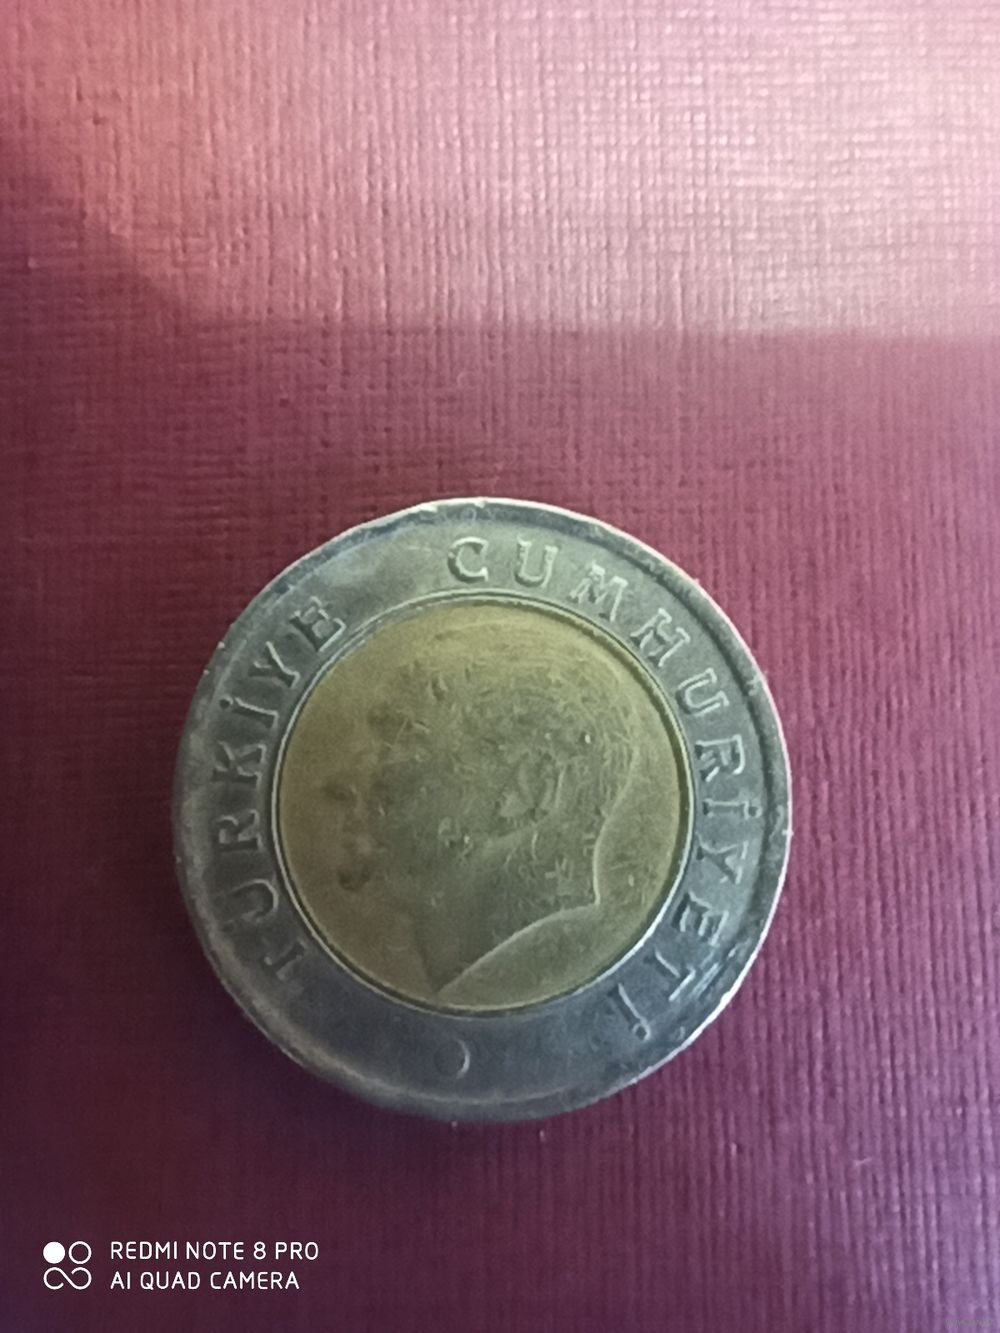 TÜRKİYE CUMHURİYETİ
REDMI NOTE 8 PRO
AI QUAD CAMERA